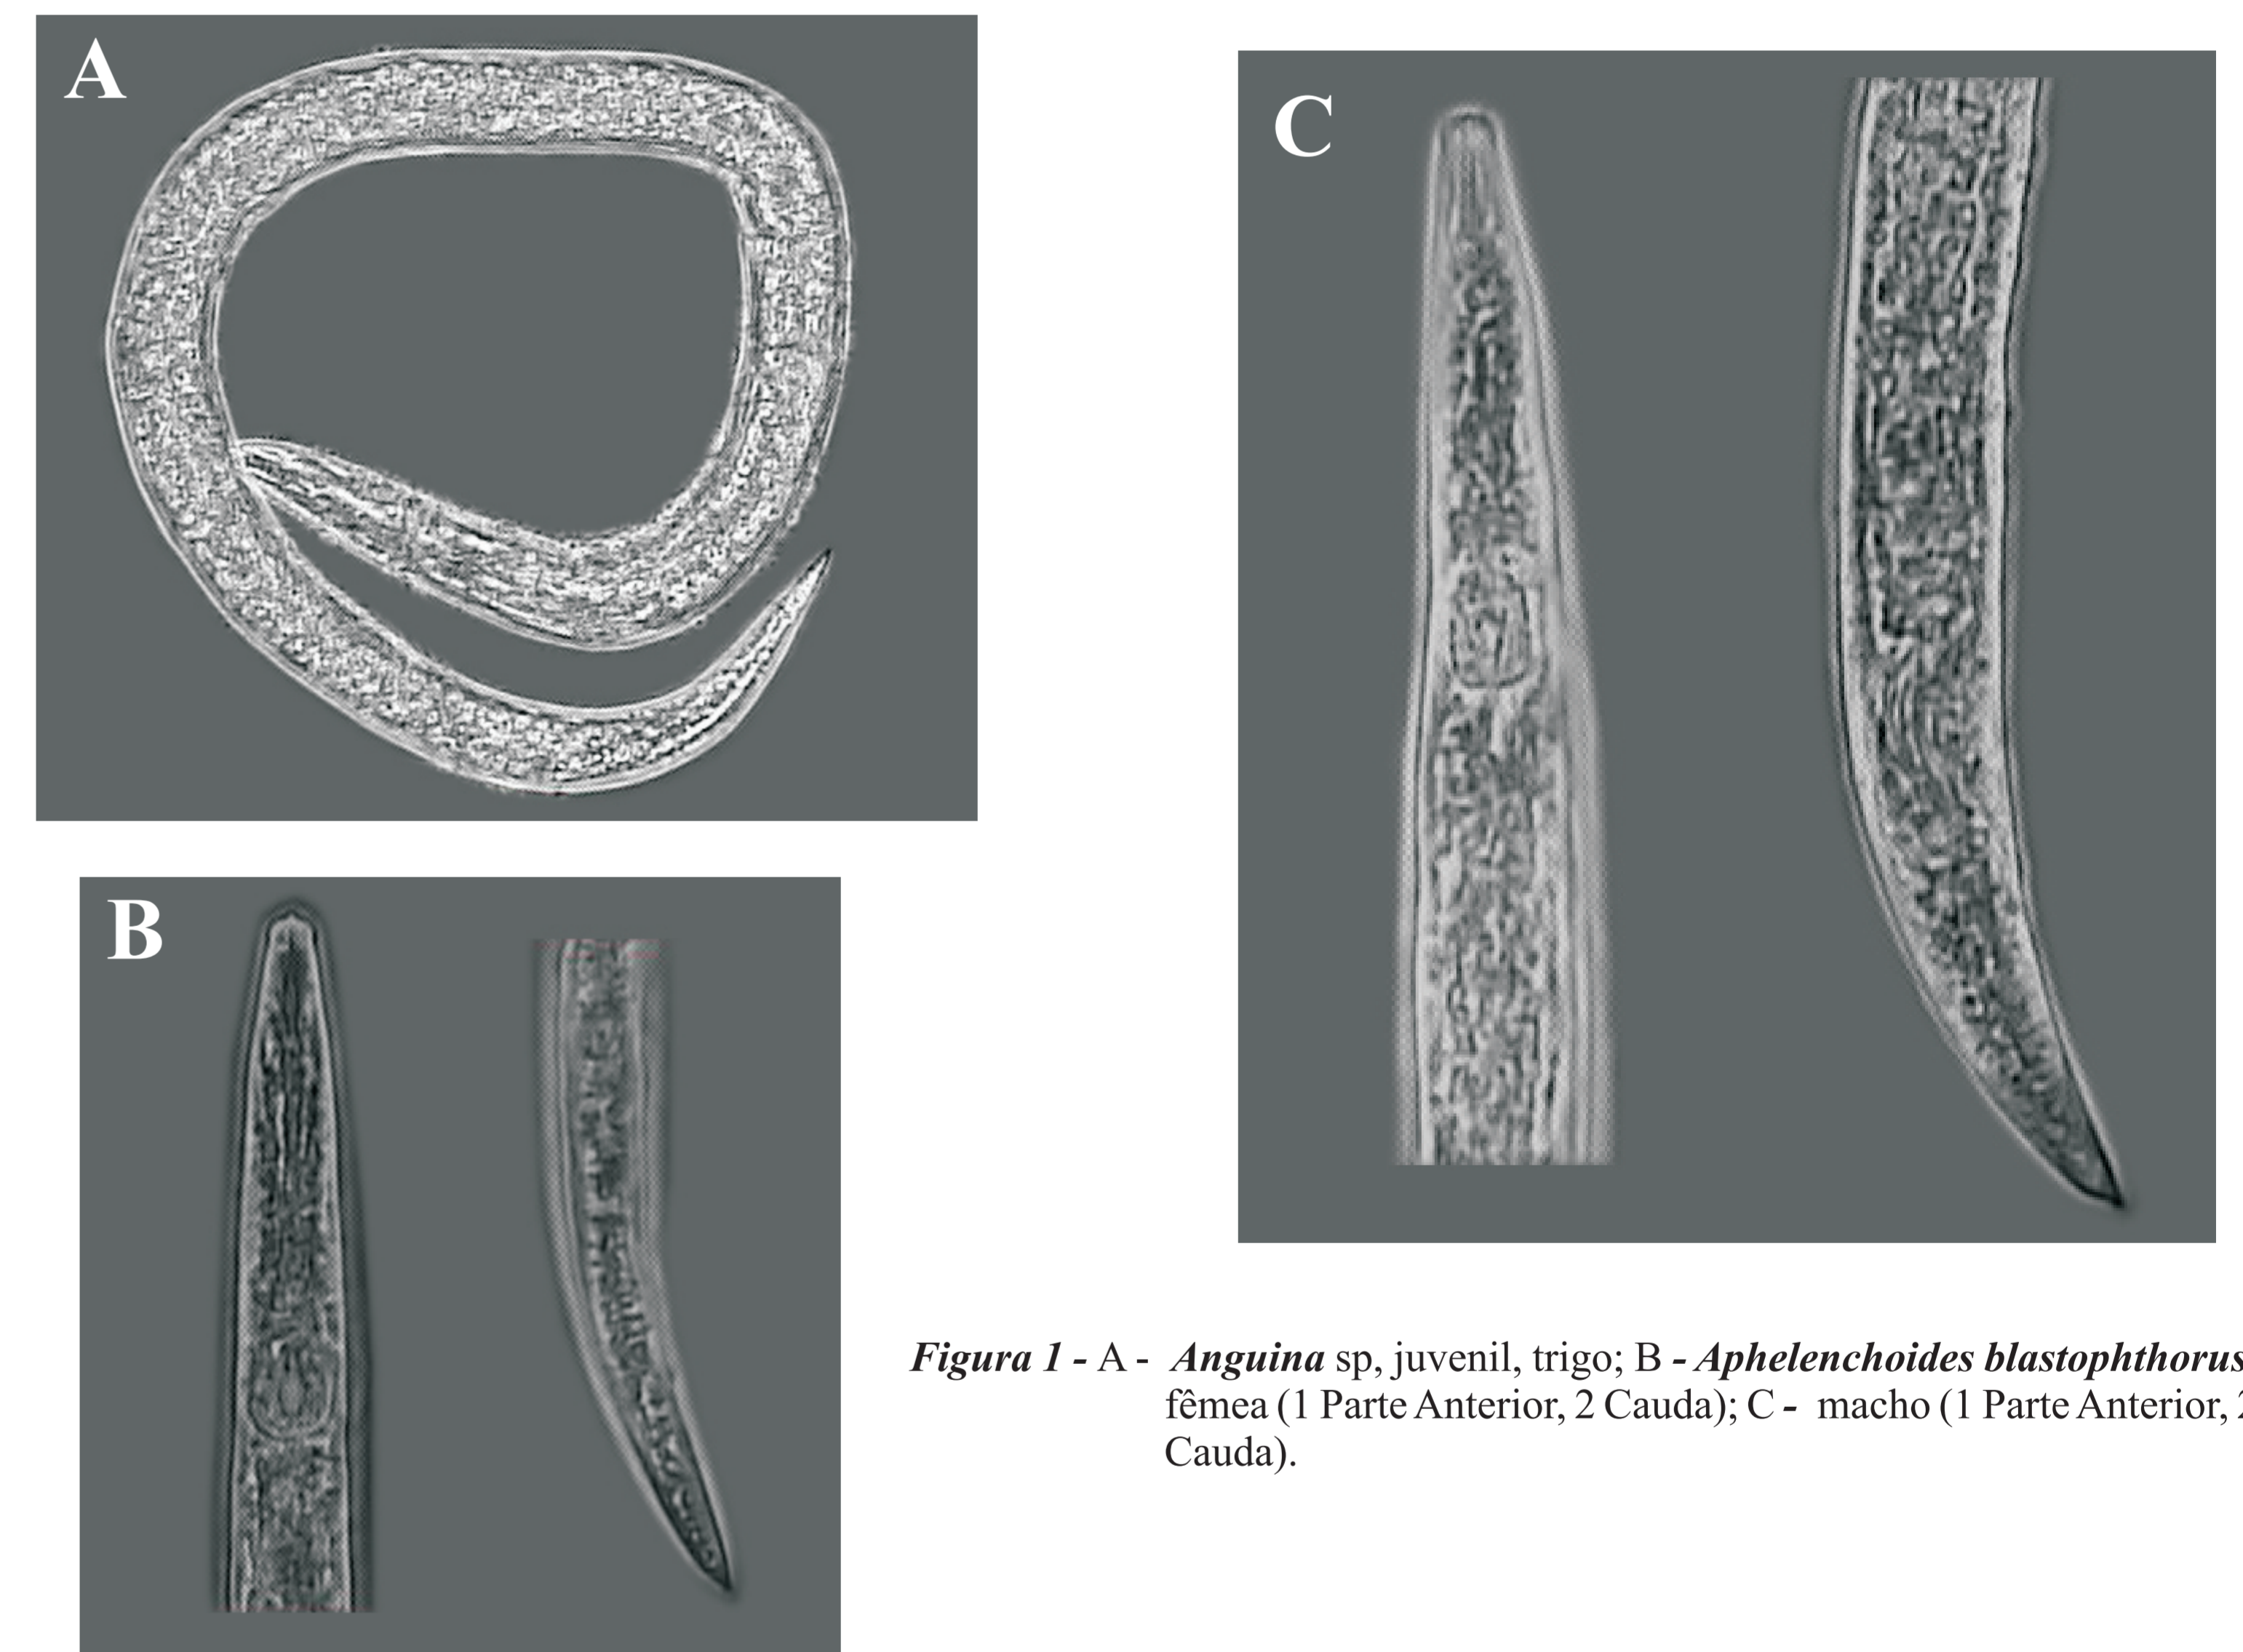 A
C
B
Figura 1 - A - Anguina sp, juvenil, trigo; B - Aphelenchoides blastophthorus
fêmea (1 Parte Anterior, 2 Cauda); C - macho (1 Parte Anterior, 2
Cauda).